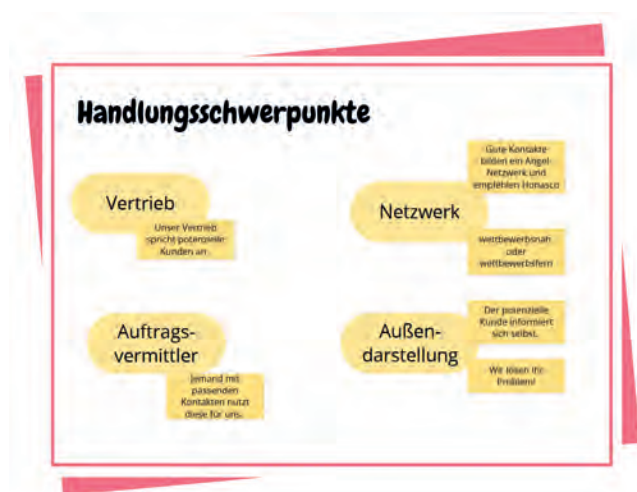 Handlungsschwerpunkte
Vertrieb
Unser Vertrieb
spricht potenzielle
Kunden an
Netzwerk
Gute Kontakte
bilden ein Angel-
Netzwerk und
empfehlen Honasco
wettbewerbsnah
oder
wettbewerbsfern
Auftrags-
vermittler
Jemand mit
passenden
Kontakten nutzt
diese für uns.
Außen-
darstellung
Der potenzielle
Kunde informiert
sich selbst.
Wir lösen Ihr
Problem!